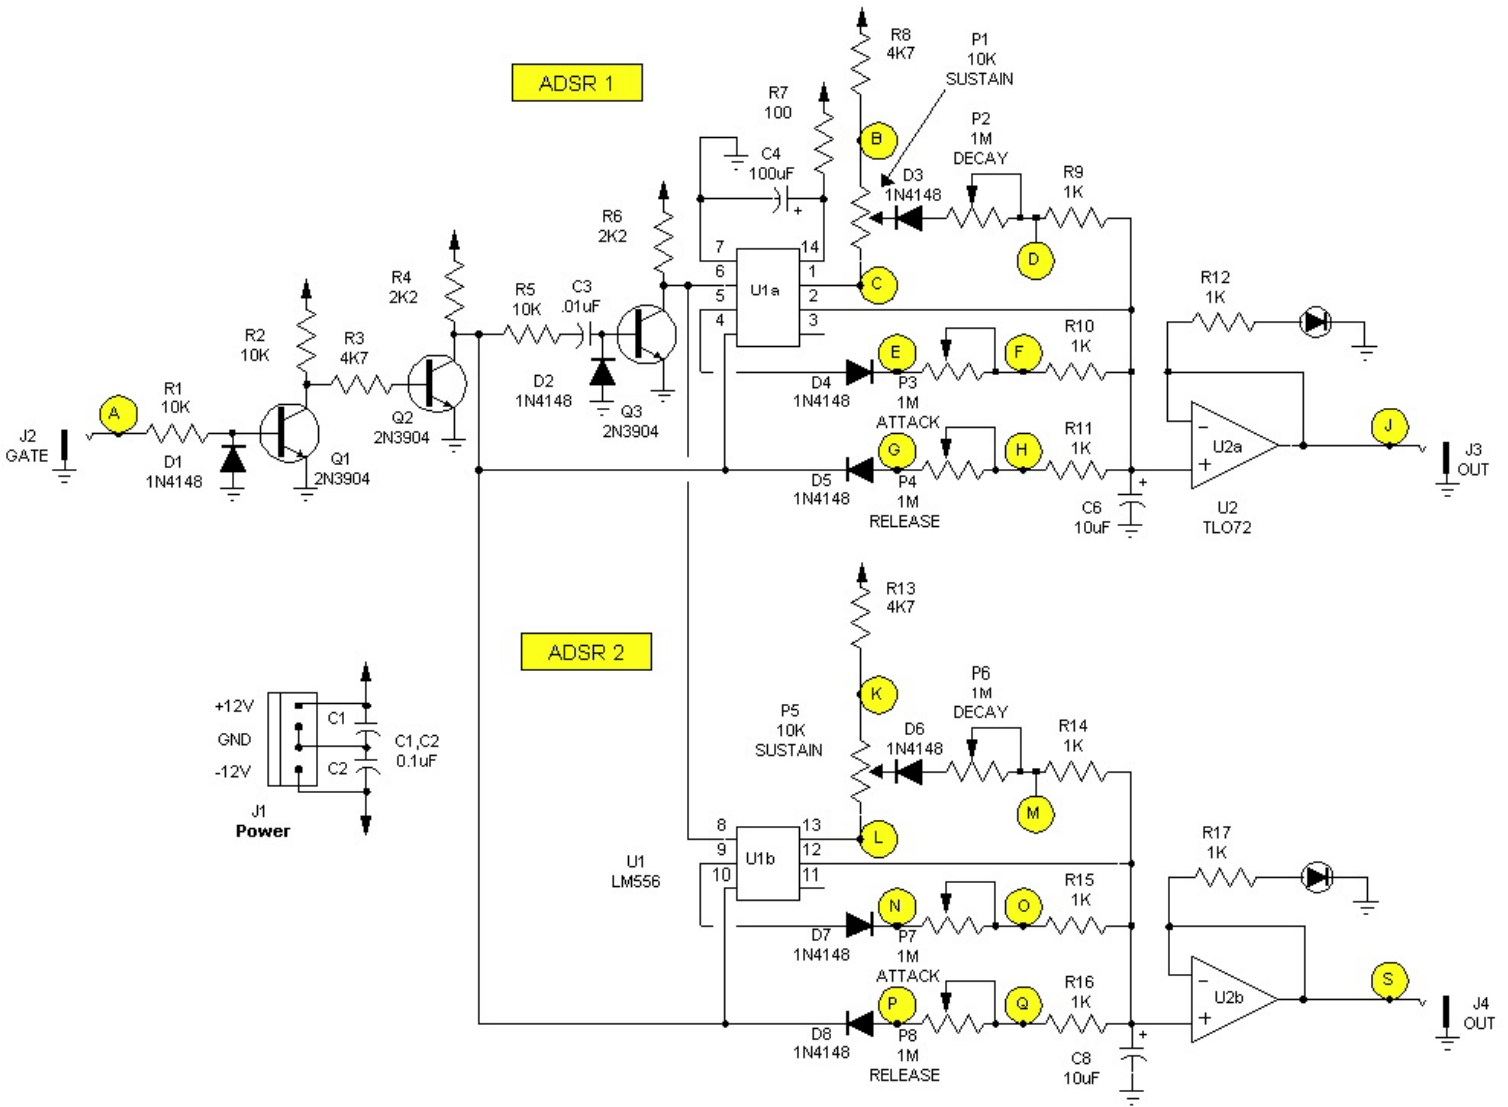 ADSR 1
R8
4K7
P1
10K
SUSTAIN
R7
100
B
P2
1M
DECAY
C4
100uF
+
D3
1N4148
R9
1K
R6
2K2
D
7
14
6
1
5
2
4
3
U1a
C
R4
2K2
R5
10K
C3
.01uF
R12
1K
R2
10K
R3
4K7
R10
1K
E
F
D2
1N4148
Q3
2N3904
D4
1N4148
P3
1M
ATTACK
Q2
2N3904
R1
10K
A
J2
GATE
D1
1N4148
Q1
2N3904
G
H
R11
1K
D5
1N4148
P4
1M
RELEASE
-
+
U2a
J
J3
OUT
C6
10uF
+
U2
TLO72
R13
4K7
ADSR 2
K
P6
1M
DECAY
P5
10K
SUSTAIN
D6
1N4148
R14
1K
M
+12V
GND
-12V
C1
C2
C1,C2
0.1uF
J1
Power
U1
LM556
8
13
9
12
10
11
U1b
L
R17
1K
R15
1K
N
O
D7
1N4148
P7
1M
ATTACK
P
Q
R16
1K
D8
1N4148
P8
1M
RELEASE
-
+
U2b
S
J4
OUT
C8
10uF
+